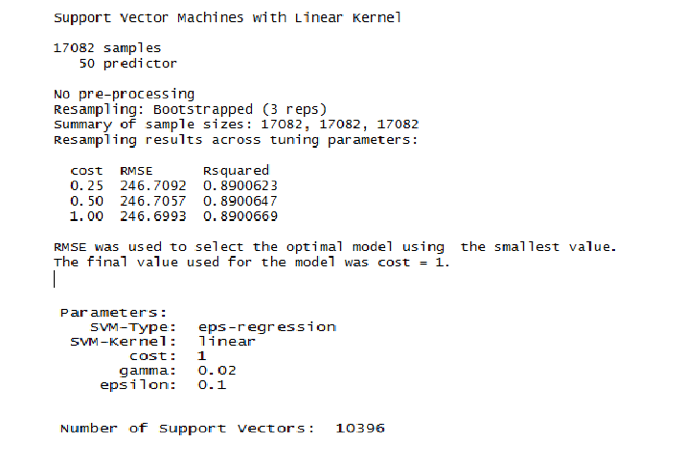 Support Vector Machines with Linear Kernel
17082 samples
50 predictor
No pre-processing
Resampling: Bootstrapped (3 reps)
Summary of sample sizes: 17082, 17082, 17082
Resampling results across tuning parameters:
cost RMSE Rsquared
0.25 246.7092 0.8900623
0.50 246.7057 0.8900647
1.00 246.6993 0.8900669
RMSE was used to select the optimal model using the smallest value.
The final value used for the model was cost = 1.
Parameters:
SVM-Type: eps-regression
SVM-Kernel: linear
cost: 1
gamma: 0.02
epsilon: 0.1
Number of Support Vectors: 10396